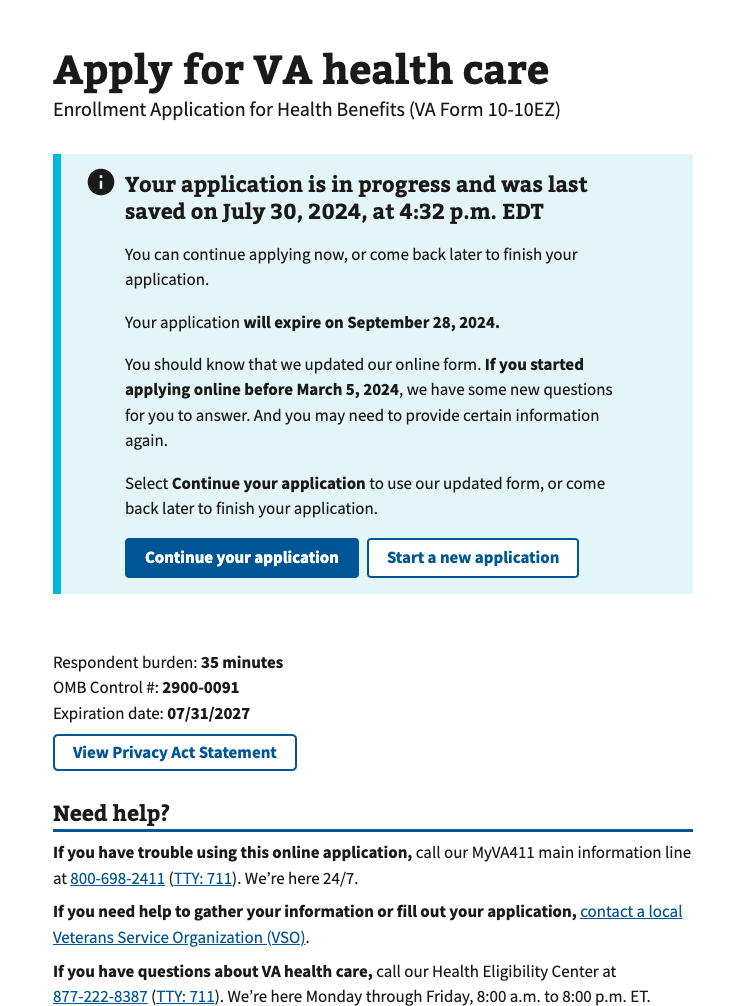 Apply for VA health care
Enrollment Application for Health Benefits (VA Form 10-10EZ)
Your application is in progress and was last
saved on July 30, 2024, at 4:32 p.m. EDT
You can continue applying now, or come back later to finish your
application.
Your application will expire on September 28, 2024.
You should know that we updated our online form. If you started
applying online before March 5, 2024, we have some new questions
for you to answer. And you may need to provide certain information
again.
Select Continue your application to use our updated form, or come
back later to finish your application.
Continue your application
Start a new application
Respondent burden: 35 minutes
OMB Control #: 2900-0091
Expiration date: 07/31/2027
View Privacy Act Statement
Need help?
If you have trouble using this online application, call our MyVA411 main information line
at 800-698-2411 (TTY: 711). We’re here 24/7.
If you need help to gather your information or fill out your application, contact a local
Veterans Service Organization (VSO).
If you have questions about VA health care, call our Health Eligibility Center at
877-222-8387 (TTY: 711). We’re here Monday through Friday, 8:00 a.m. to 8:00 p.m. ET.